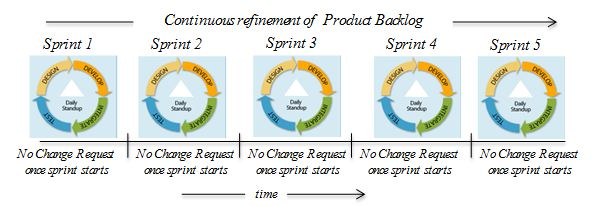 Continuous refinement of Product Backlog
Sprint 1
Sprint 2
Sprint 3
Sprint 4
Sprint 5
DESIGN
DEVELOP
Daily
Standup
TEST
INTEGRATE
DESIGN
DEVELOP
Daily
Standup
TEST
INTEGRATE
DESIGN
DEVELOP
Daily
Standup
TEST
INTEGRATE
DESIGN
DEVELOP
Daily
Standup
TEST
INTEGRATE
DESIGN
DEVELOP
Daily
Standup
TEST
INTEGRATE
No Change Request
once sprint starts
No Change Request
once sprint starts
No Change Request
once sprint starts
No Change Request
once sprint starts
No Change Request
once sprint starts
time